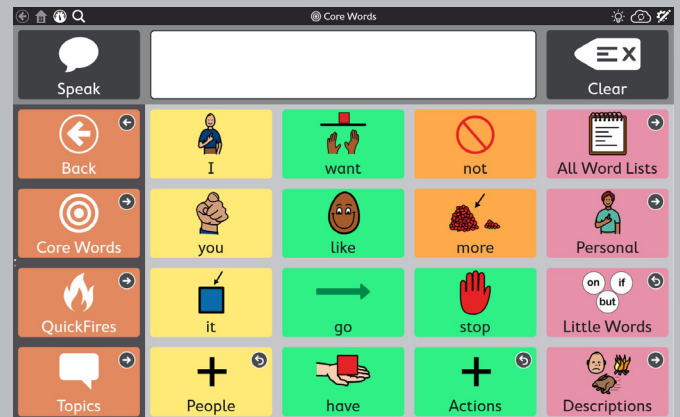 Core Words
Speak
Clear
Back
I
want
not
All Word Lists
Core Words
you
like
more
Personal
QuickFires
it
go
stop
on if
but
Little Words
Topics
People
have
Actions
Descriptions